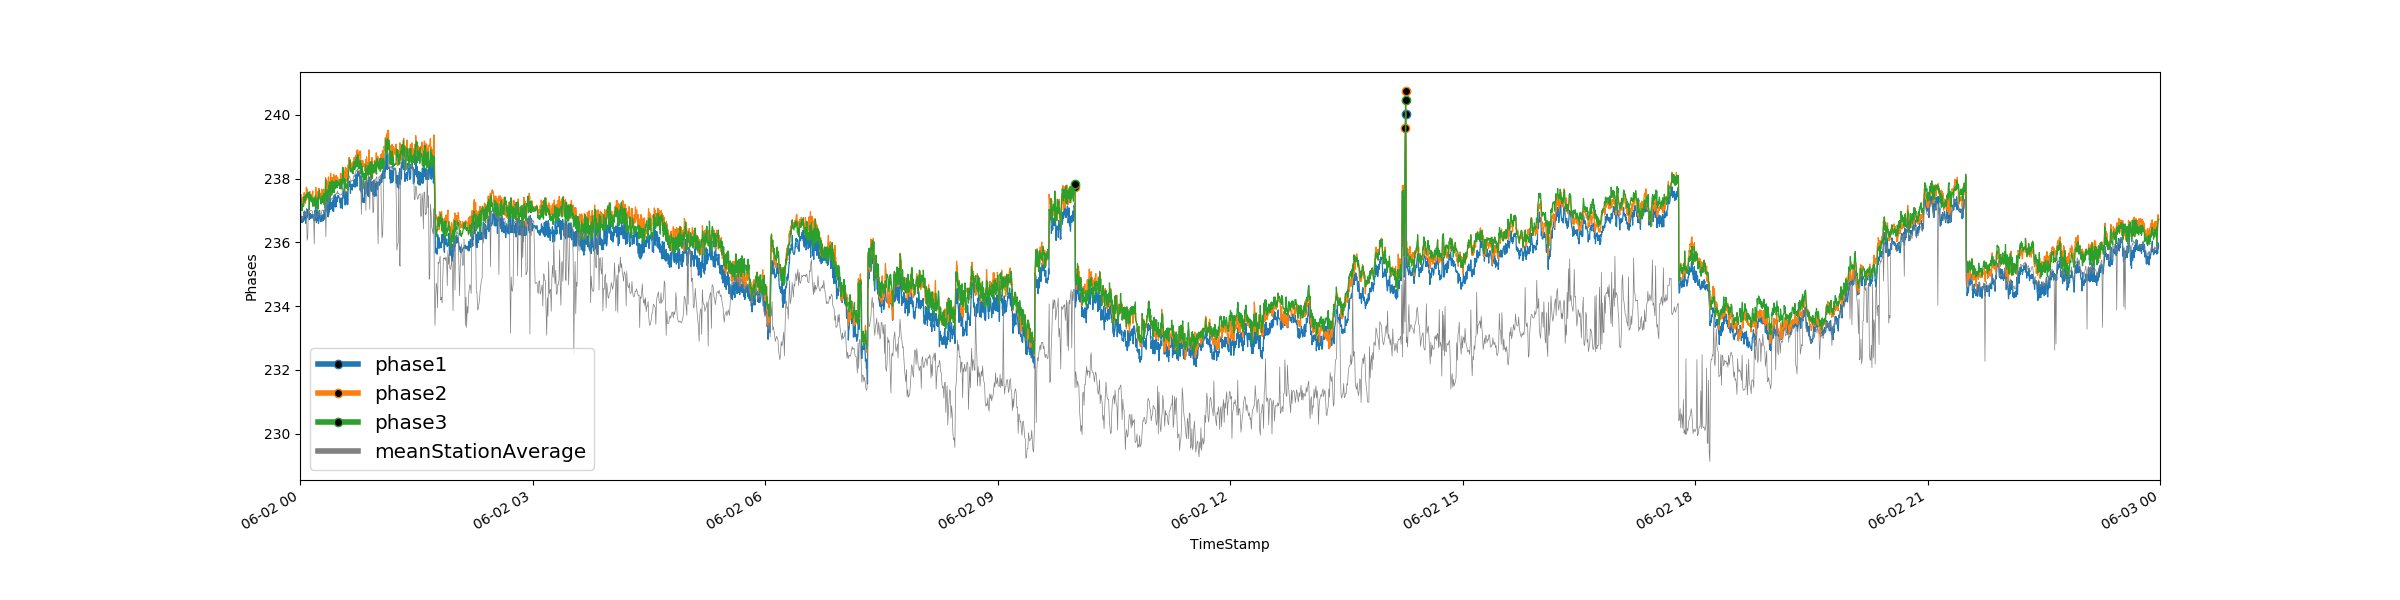 Phases
240
238
236
234
232
230
phase1
phase2
phase3
meanStationAverage
06-02 00
06-02 03
06-02 06
06-02 09
06-02 12
06-02 15
06-02 18
06-02 21
06-03 00
TimeStamp